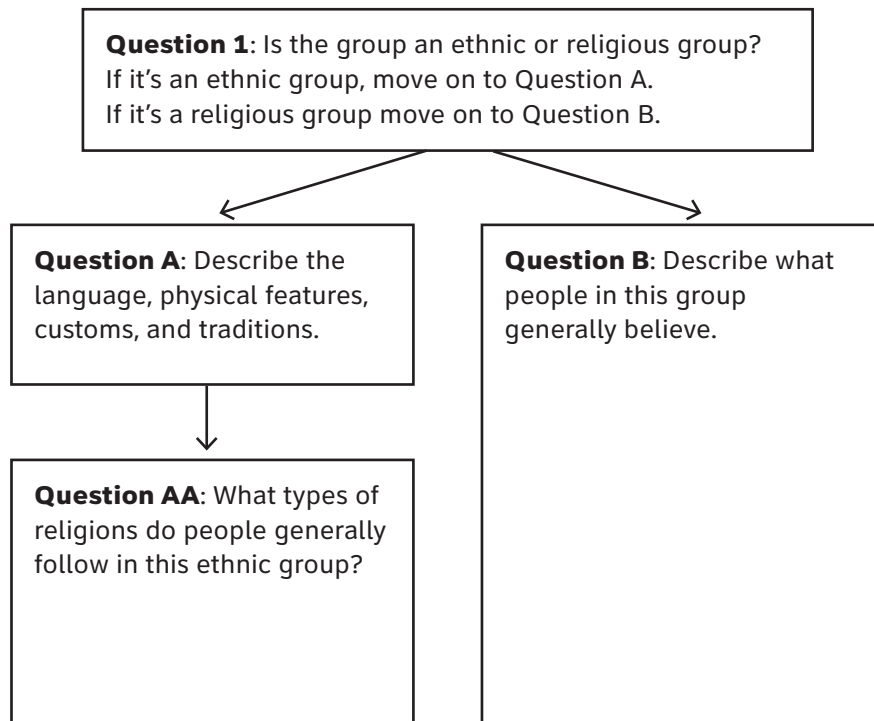 Question 1: Is the group an ethnic or religious group?
If it's an ethnic group, move on to Question A.
If it's a religious group move on to Question B.
Question A: Describe the
language, physical features,
customs, and traditions.
Question B: Describe what
people in this group
generally believe.
Question AA: What types of
religions do people generally
follow in this ethnic group?